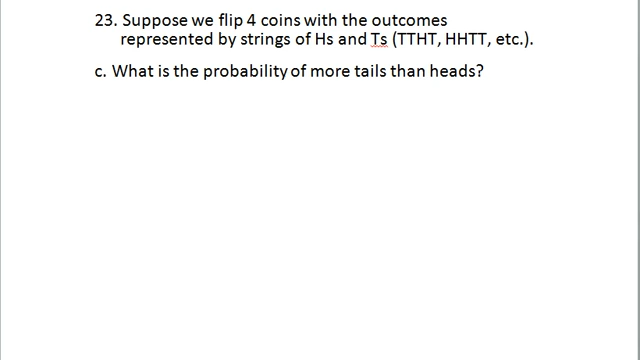 23. Suppose we flip 4 coins with the outcomes
represented by strings of Hs and Ts (TTHT, HHTT, etc.).
c. What is the probability of more tails than heads?